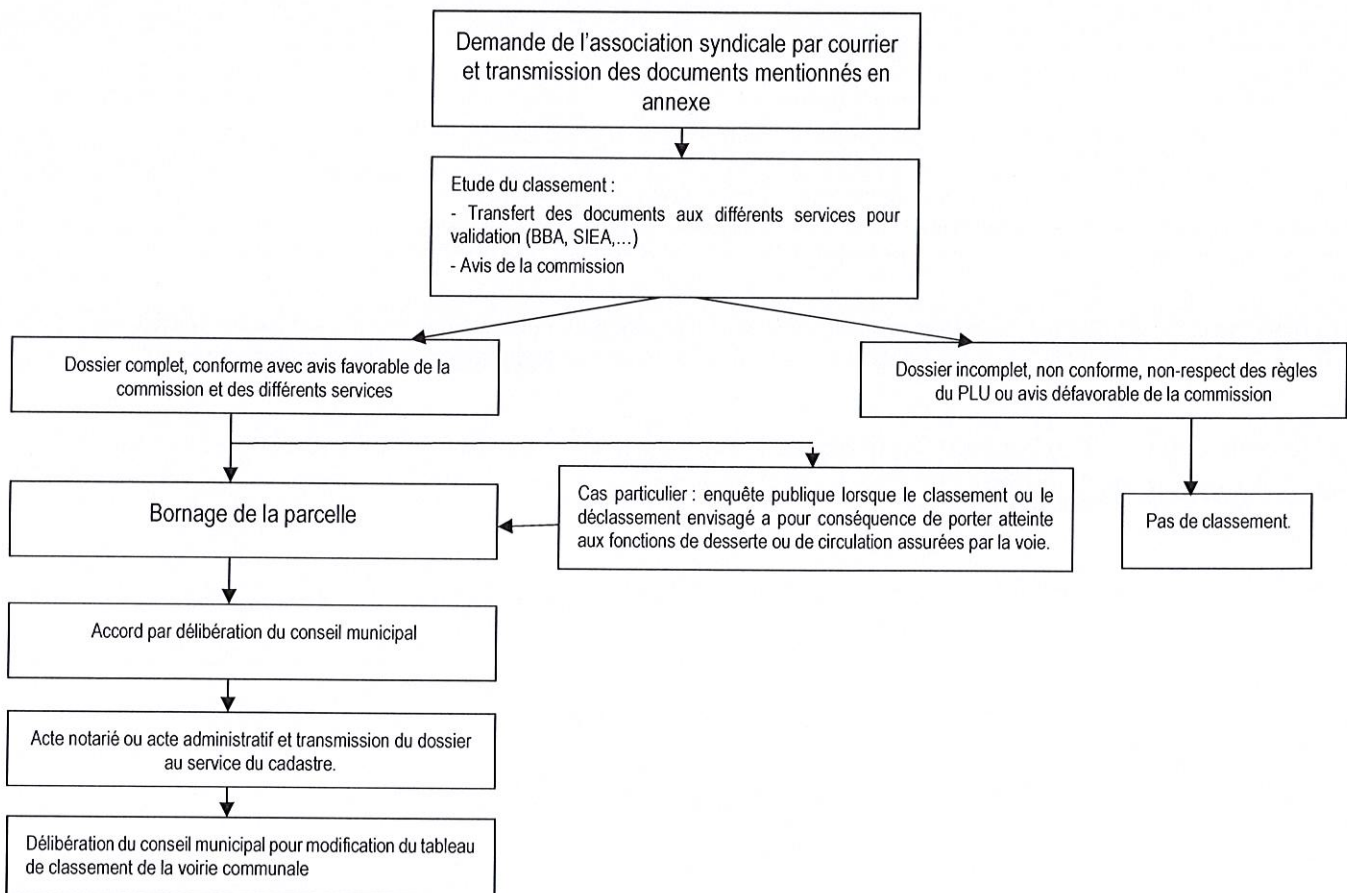 Demande de l'association syndicale par courrier
et transmission des documents mentionnés en
annexe
Etude du classement :
- Transfert des documents aux différents services pour
validation (BBA, SIEA,...)
- Avis de la commission
Dossier complet, conforme avec avis favorable de la
commission et des différents services
Dossier incomplet, non conforme, non-respect des règles
du PLU ou avis défavorable de la commission
Bornage de la parcelle
Cas particulier : enquête publique lorsque le classement ou le
déclassement envisagé a pour conséquence de porter atteinte
aux fonctions de desserte ou de circulation assurées par la voie.
Pas de classement.
Accord par délibération du conseil municipal
Acte notarié ou acte administratif et transmission du dossier
au service du cadastre.
Délibération du conseil municipal pour modification du tableau
de classement de la voirie communale